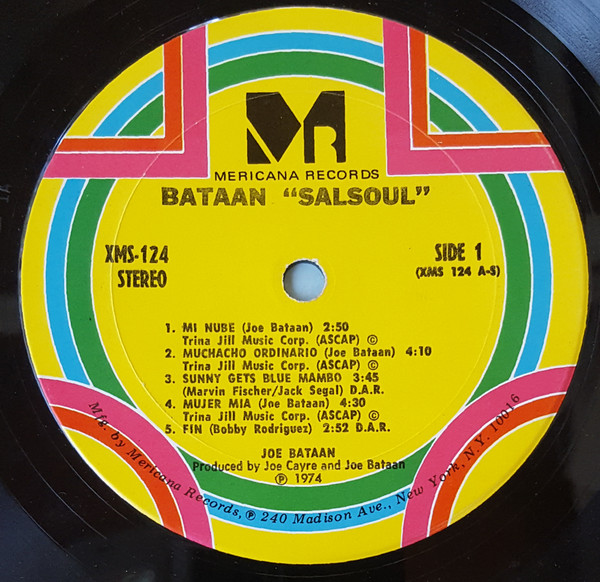 MR
MERICANA RECORDS
BATAAN "SALSOUL"
XMS-124
STEREO
SIDE 1
(XMS 124 A-S)
1. MI NUBE (Joe Bataan) 2:50
Trina Jill Music Corp. (ASCAP) ©
2. MUCHACHO ORDINARIO (Joe Bataan) 4:10
Trina Jill Music Corp. (ASCAP) ©
3. SUNNY GETS BLUE MAMBO 3:45
(Marvin Fischer/Jack Segal) D.A.R.
4. MUJER MIA (Joe Bataan) 4:30
Trina Jill Music Corp. (ASCAP) ©
5. FIN (Bobby Rodriguez) 2:52 D.A.R.
JOE BATAAN
Produced by Joe Cayre and Joe Bataan
℗ 1974
Mfg. by Mericana Records, ℗ 240 Madison Ave., New York, N.Y. 10016